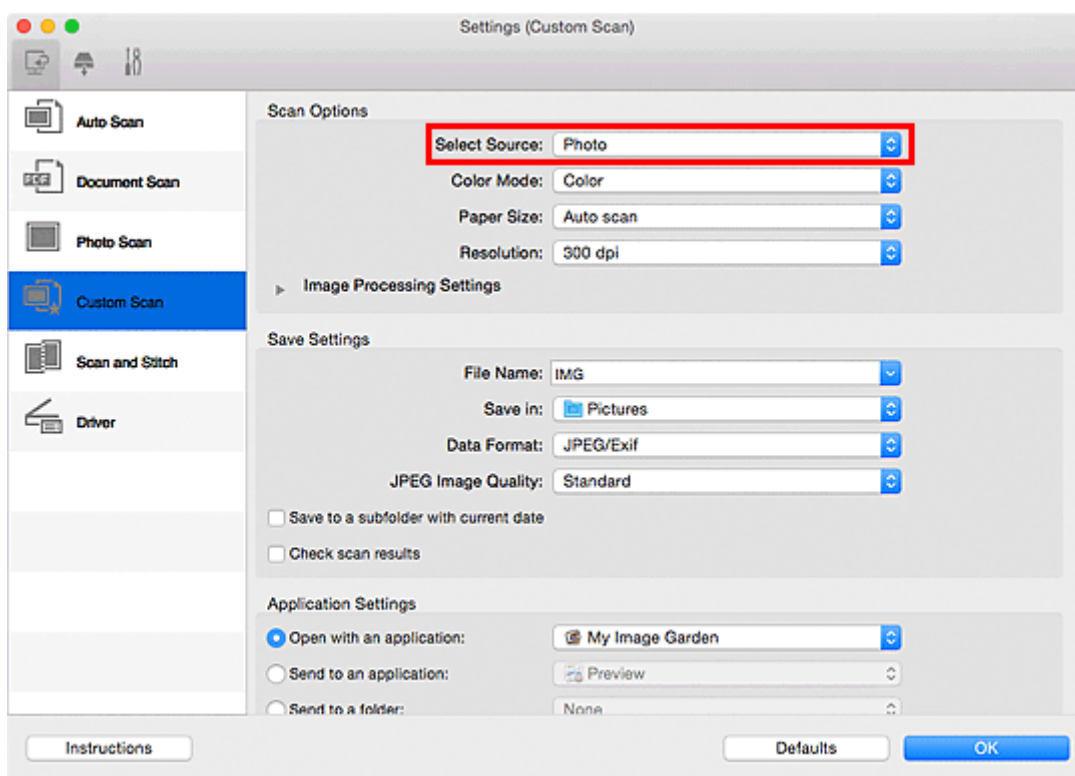 Settings (Custom Scan)
Auto Scan
Document Scan
Photo Scan
Custom Scan
Scan and Stitch
Driver
Scan Options
Select Source: Photo
Color Mode: Color
Paper Size: Auto scan
Resolution: 300 dpi
Image Processing Settings
Save Settings
File Name: IMG
Save in: Pictures
Data Format: JPEG/Exif
JPEG Image Quality: Standard
Save to a subfolder with current date
Check scan results
Application Settings
Open with an application: My Image Garden
Send to an application: Preview
Send to a folder: None
Instructions Defaults OK